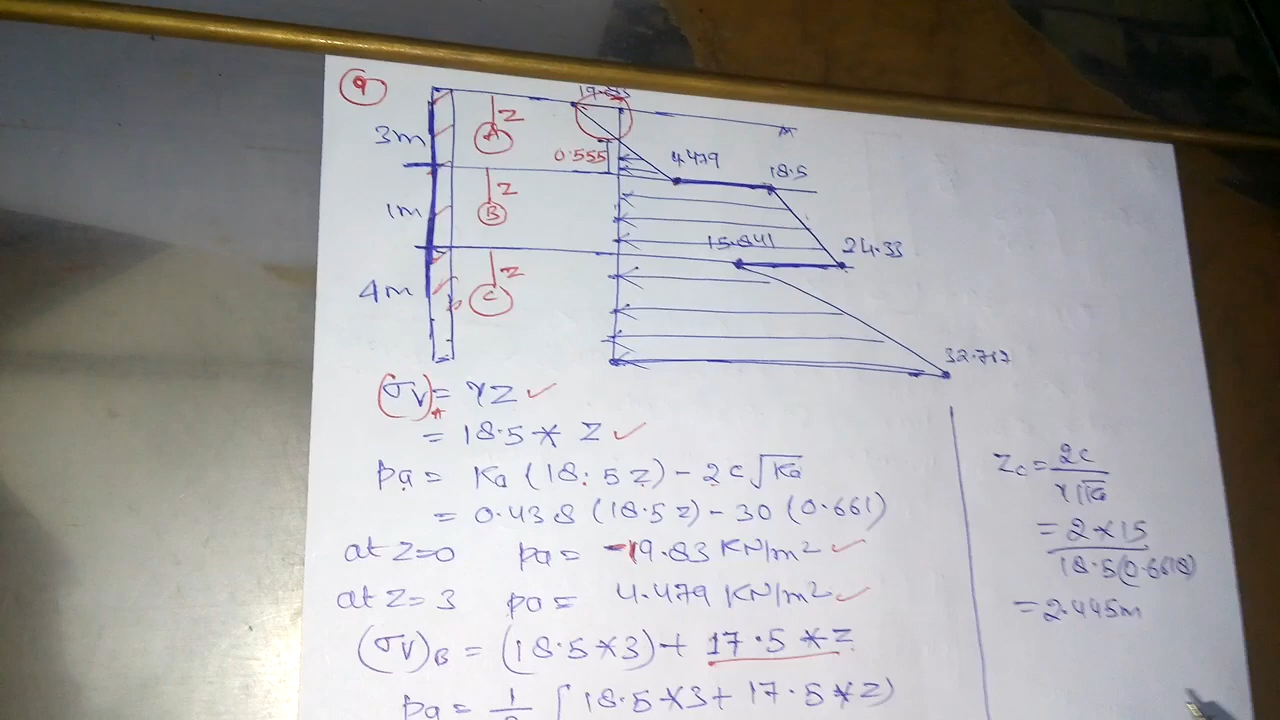 9
19.83
3m
A
Z
0.555
4.479
18.5
1m
B
Z
15.841
24.33
4m
C
Z
32.717
(σv)A = γZ ✓
= 18.5 * Z ✓
Pa = Ka (18.5z) - 2c√Ka
= 0.438 (18.5z) - 30 (0.661)
at Z=0 pa = -19.83 KN/m² ✓
at Z=3 pa = 4.479 KN/m² ✓
(σv)B = (18.5*3)+ 17.5*Z
Pa = 1/ [18.5*3+ 17.5*Z)
Zc = 2c/γ√Ka
= 2*15/18.5(0.6618)
= 2.445m